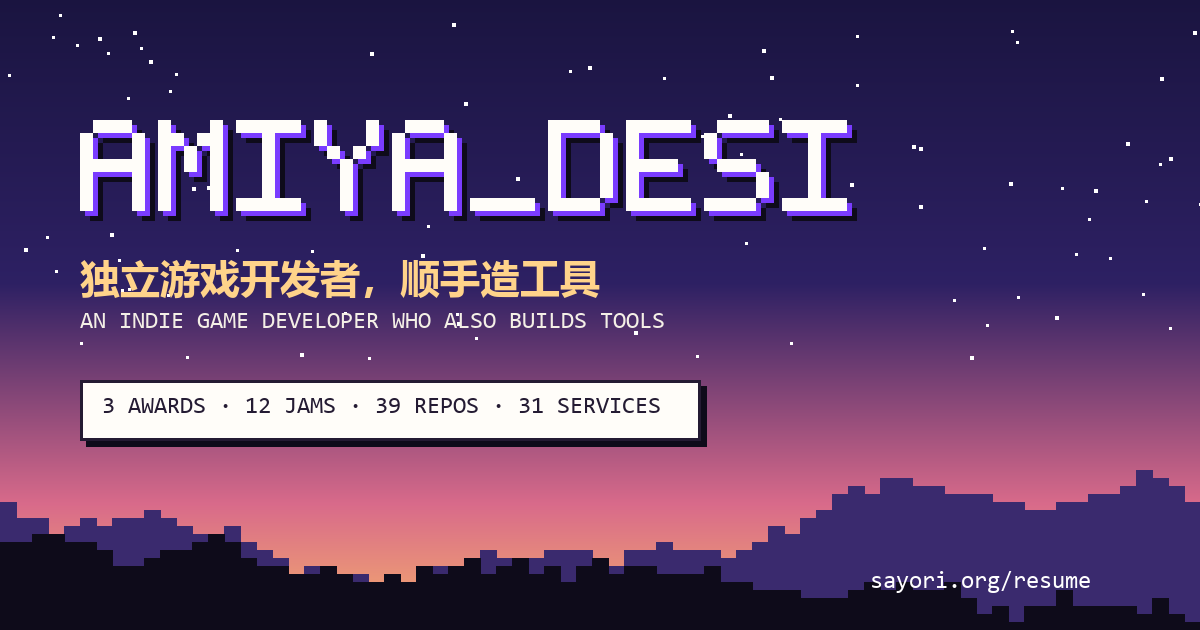 AMIYA_DESI
独立游戏开发者，顺手造工具
AN INDIE GAME DEVELOPER WHO ALSO BUILDS TOOLS
3 AWARDS · 12 JAMS · 39 REPOS · 31 SERVICES
sayori.org/resume